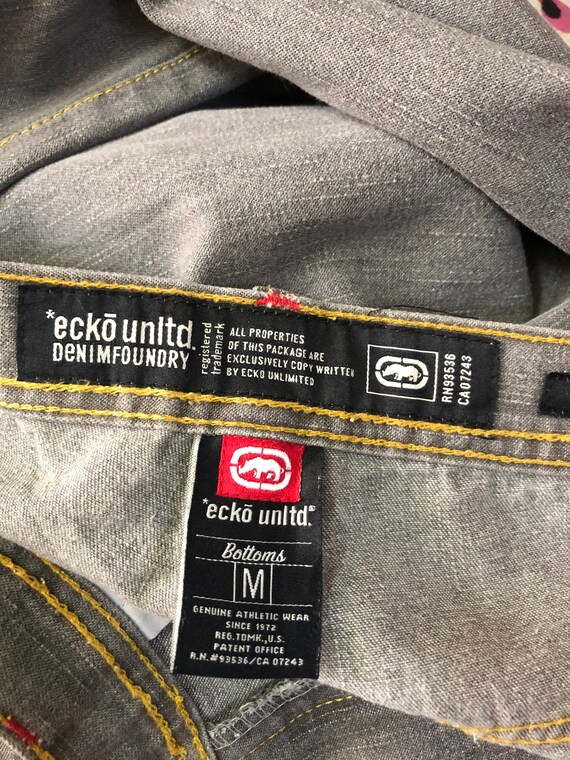 *eckō unltd.
DENIMFOUNDRY
registered
trademark
ALL PROPERTIES
OF THIS PACKAGE ARE
EXCLUSIVELY COPY WRITTEN
BY ECKO UNLIMITED
RN93536
CA07243
*eckō unltd.®
Bottoms
M
GENUINE ATHLETIC WEAR
SINCE 1972
REG.TDMK.,U.S.
PATENT OFFICE
R.N.#93536/CA 07243